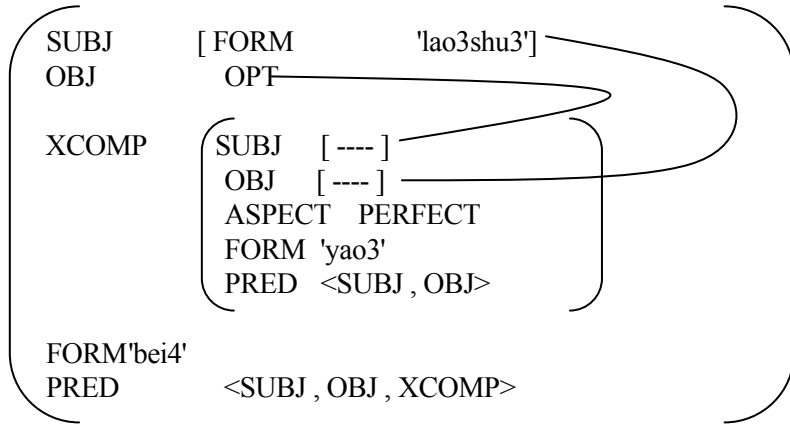 SUBJ [ FORM 'lao3shu3']
OBJ OPT
XCOMP SUBJ [ ---- ]
OBJ [ ---- ]
ASPECT PERFECT
FORM 'yao3'
PRED <SUBJ , OBJ>
FORM'bei4'
PRED <SUBJ , OBJ , XCOMP>